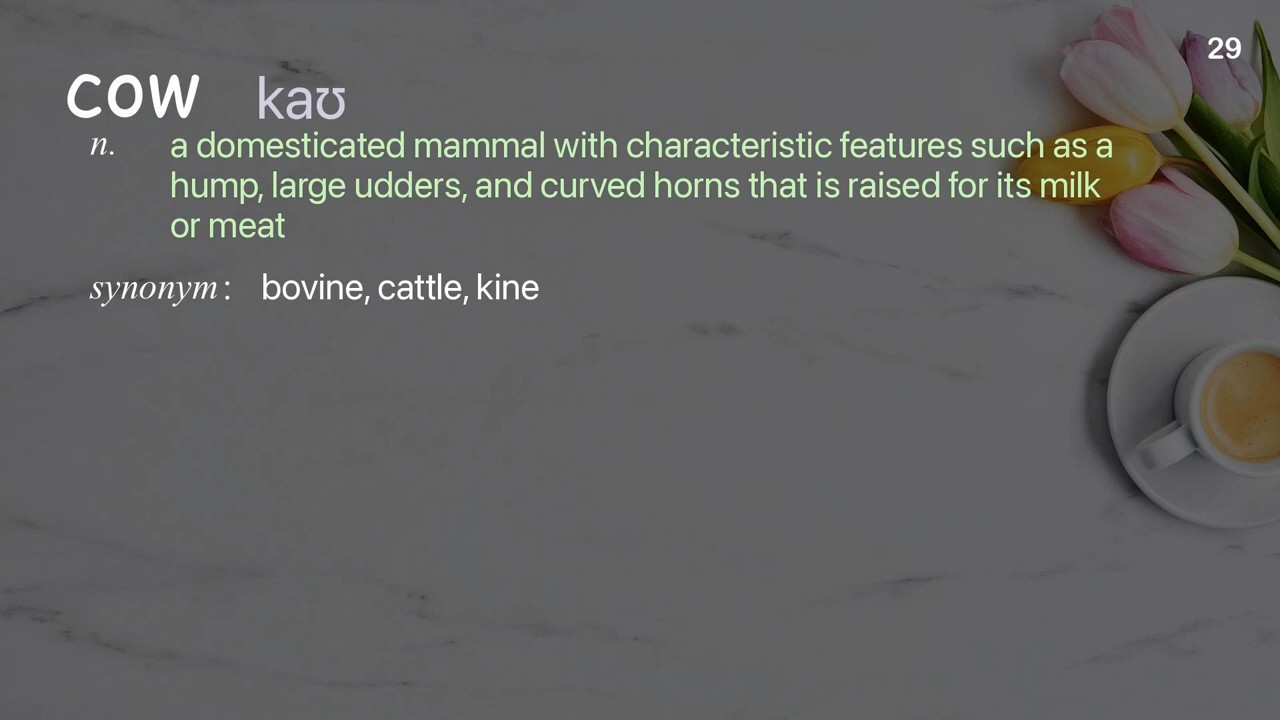 29
cow kaʊ
n. a domesticated mammal with characteristic features such as a
hump, large udders, and curved horns that is raised for its milk
or meat
synonym: bovine, cattle, kine